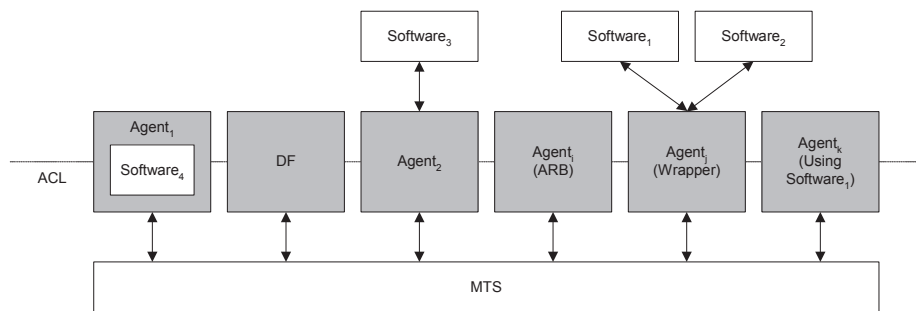 Software₃
Software₁
Software₂
Agent₁
Software₄
DF
Agent₂
Agentᵢ
(ARB)
Agentⱼ
(Wrapper)
Agentₖ
(Using
Software₁)
ACL
MTS